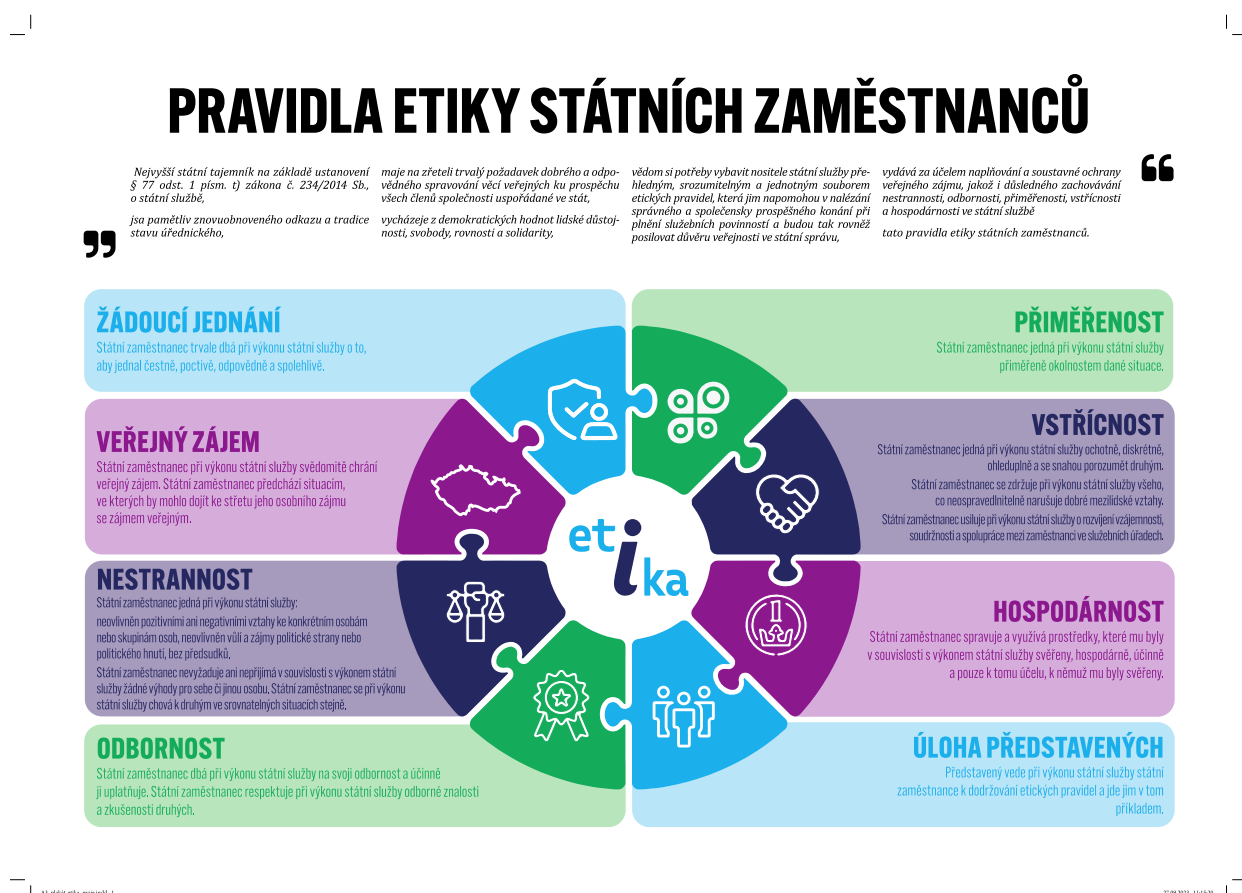 PRAVIDLA ETIKY STÁTNÍCH ZAMĚSTNANCŮ
Nejvyšší státní tajemník na základě ustanovení
§ 77 odst. 1 písm. t) zákona č. 234/2014 Sb.,
o státní službě,
jsa pamětliv znovuobnoveného odkazu a tradice
stavu úřednického,
maje na zřeteli trvalý požadavek dobrého a odpo-
vědného spravování věcí veřejných ku prospěchu
všech členů společnosti uspořádané ve stát,
vycházeje z demokratických hodnot lidské důstoj-
nosti, svobody, rovnosti a solidarity,
vědom si potřeby vybavit nositele státní služby pře-
hledným, srozumitelným a jednotným souborem
etických pravidel, která jim napomohou v nalézání
správného a společensky prospěšného konání při
plnění služebních povinností a budou tak rovněž
posilovat důvěru veřejnosti ve státní správu,
vydává za účelem naplňování a soustavné ochrany
veřejného zájmu, jakož i důsledného zachovávání
nestrannosti, odbornosti, přiměřenosti, vstřícnosti
a hospodárnosti ve státní službě
tato pravidla etiky státních zaměstnanců.
ŽÁDOUCÍ JEDNÁNÍ
Státní zaměstnanec trvale dbá při výkonu státní služby o to,
aby jednal čestně, poctivě, odpovědně a spolehlivě.
VEŘEJNÝ ZÁJEM
Státní zaměstnanec při výkonu státní služby svědomitě chrání
veřejný zájem. Státní zaměstnanec předchází situacím,
ve kterých by mohlo dojít ke střetu jeho osobního zájmu
se zájmem veřejným.
NESTRANNOST
Státní zaměstnanec jedná při výkonu státní služby:
neovlivněn pozitivními ani negativními vztahy ke konkrétním osobám
nebo skupinám osob, neovlivněn vůlí a zájmy politické strany nebo
politického hnutí, bez předsudků.
Státní zaměstnanec nevyžaduje ani nepřijímá v souvislosti s výkonem státní
služby žádné výhody pro sebe či jinou osobu. Státní zaměstnanec se při výkonu
státní služby chová k druhým ve srovnatelných situacích stejně.
ODBORNOST
Státní zaměstnanec dbá při výkonu státní služby na svoji odbornost a účinně
ji uplatňuje. Státní zaměstnanec respektuje při výkonu státní služby odborné znalosti
a zkušenosti druhých.
etika
1
PŘIMĚŘENOST
Státní zaměstnanec jedná při výkonu státní služby
přiměřeně okolnostem dané situace.
VSTŘÍCNOST
Státní zaměstnanec jedná při výkonu státní služby ochotně, diskrétně,
ohleduplně a se snahou porozumět druhým.
Státní zaměstnanec se zdržuje při výkonu státní služby všeho,
co neospravedlnitelně narušuje dobré mezilidské vztahy.
Státní zaměstnanec usiluje při výkonu státní služby o rozvíjení vzájemnosti,
soudržnosti a spolupráce mezi zaměstnanci ve služebních úřadech.
HOSPODÁRNOST
Státní zaměstnanec spravuje a využívá prostředky, které mu byly
v souvislosti s výkonem státní služby svěřeny, hospodárně, účinně
a pouze k tomu účelu, k němuž mu byly svěřeny.
ÚLOHA PŘEDSTAVENÝCH
Představený vede při výkonu státní služby státní
zaměstnance k dodržování etických pravidel a jde jim v tom
příkladem.